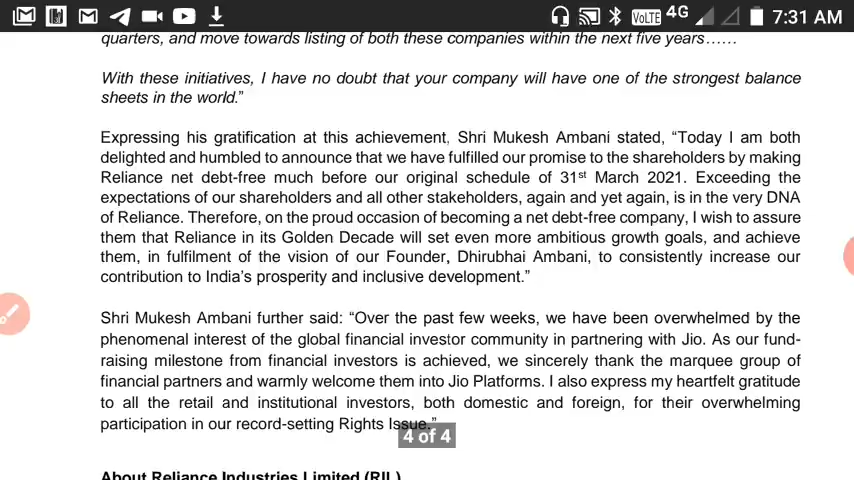 VoLTE 4G 7:31 AM
quarters, and move towards listing of both these companies within the next five years……
With these initiatives, I have no doubt that your company will have one of the strongest balance
sheets in the world.”
Expressing his gratification at this achievement, Shri Mukesh Ambani stated, “Today I am both
delighted and humbled to announce that we have fulfilled our promise to the shareholders by making
Reliance net debt-free much before our original schedule of 31st March 2021. Exceeding the
expectations of our shareholders and all other stakeholders, again and yet again, is in the very DNA
of Reliance. Therefore, on the proud occasion of becoming a net debt-free company, I wish to assure
them that Reliance in its Golden Decade will set even more ambitious growth goals, and achieve
them, in fulfilment of the vision of our Founder, Dhirubhai Ambani, to consistently increase our
contribution to India’s prosperity and inclusive development.”
Shri Mukesh Ambani further said: “Over the past few weeks, we have been overwhelmed by the
phenomenal interest of the global financial investor community in partnering with Jio. As our fund-
raising milestone from financial investors is achieved, we sincerely thank the marquee group of
financial partners and warmly welcome them into Jio Platforms. I also express my heartfelt gratitude
to all the retail and institutional investors, both domestic and foreign, for their overwhelming
participation in our record-setting Rights Issue.”
4 of 4
About Reliance Industries Limited (RIL)